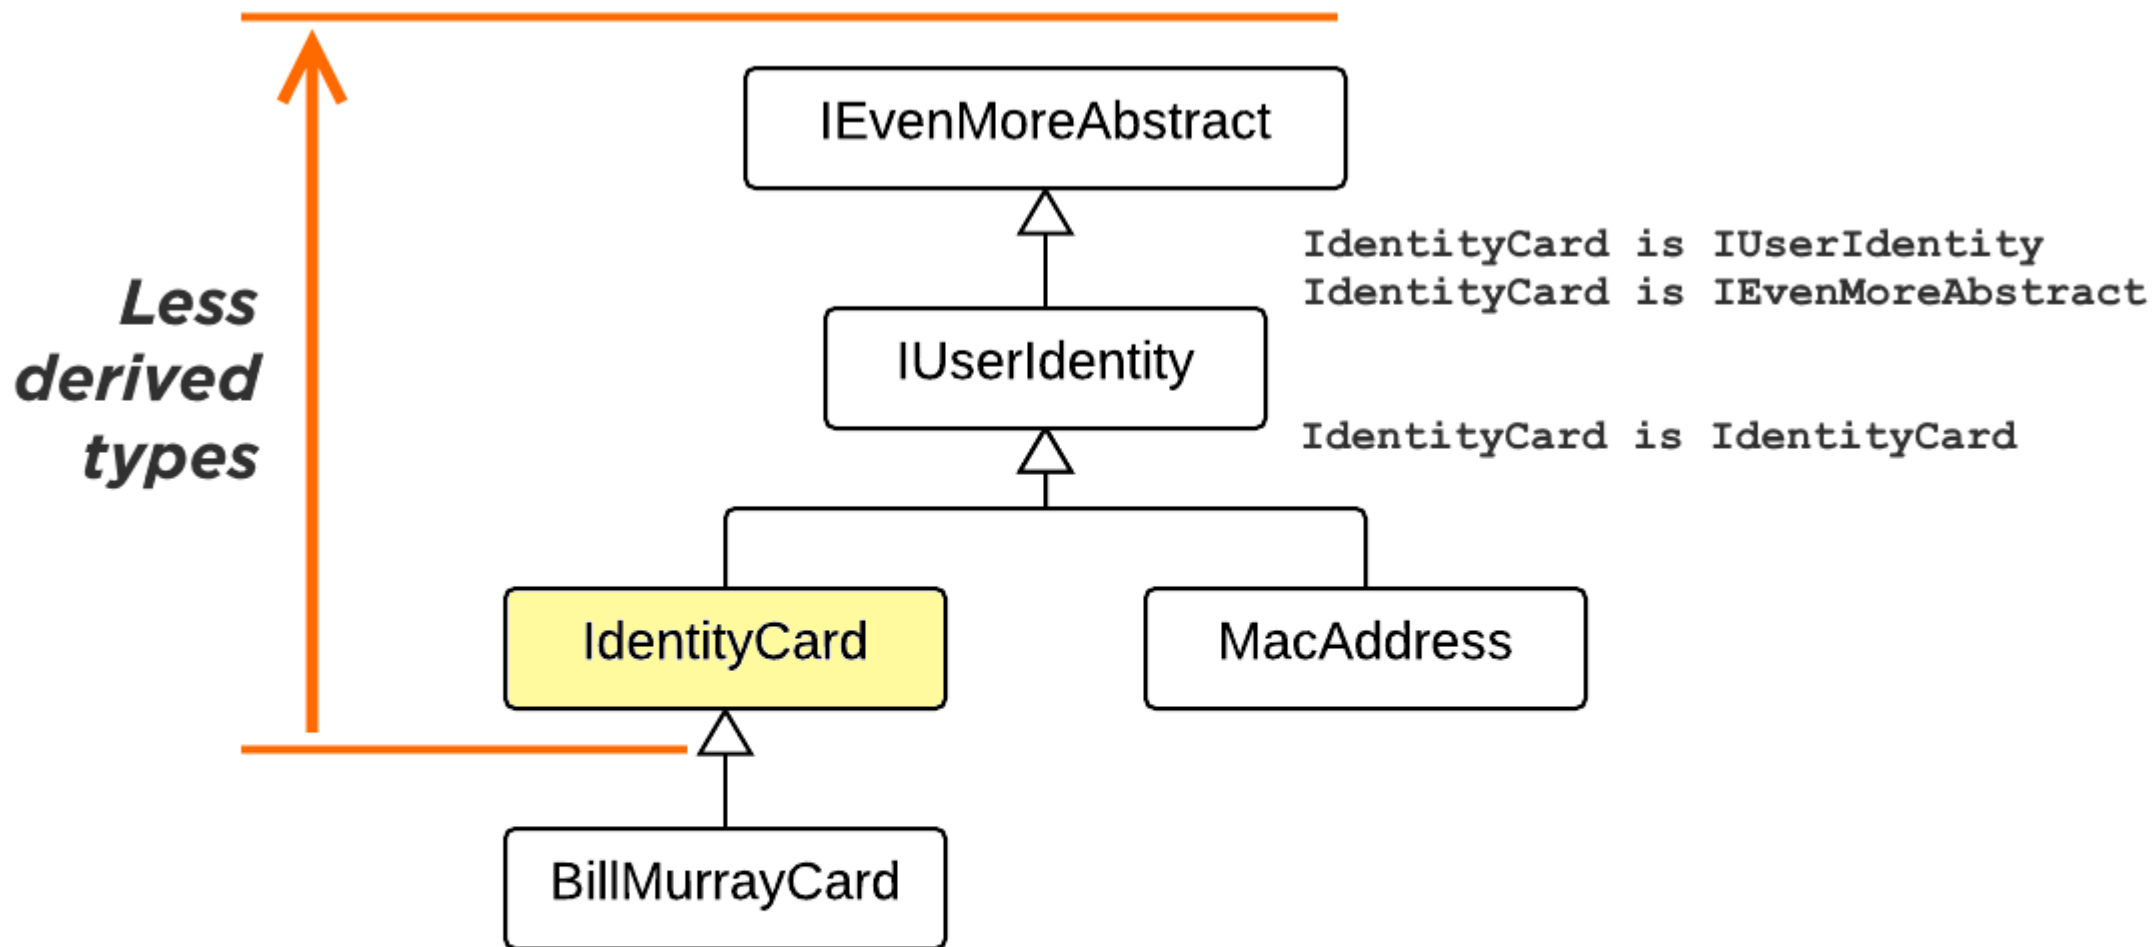 IEvenMoreAbstract
IdentityCard is IUserIdentity
IdentityCard is IEvenMoreAbstract
Less
derived
types
IUserIdentity
IdentityCard is IdentityCard
IdentityCard
MacAddress
BillMurrayCard